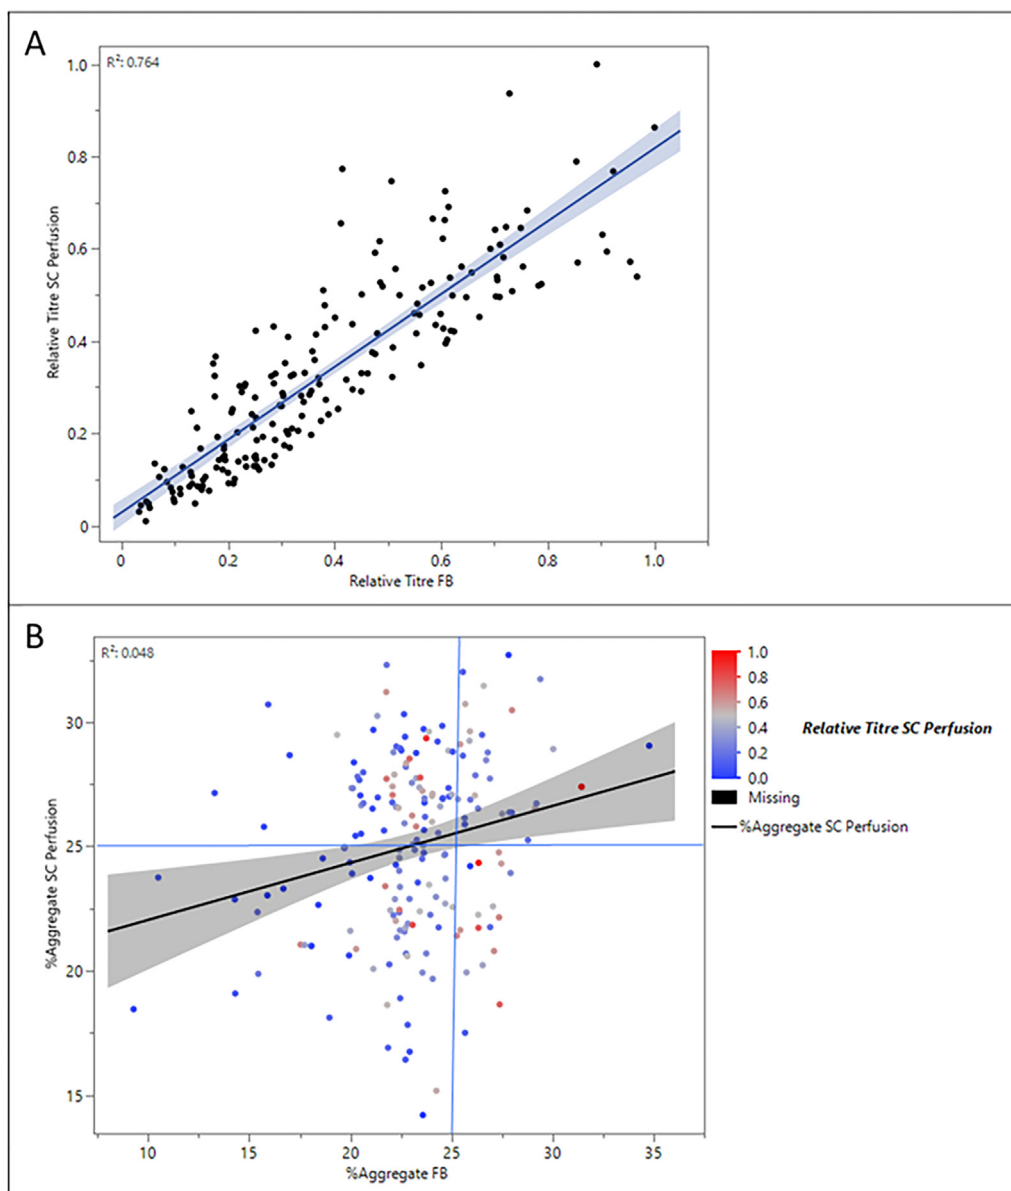 A
R²: 0.764
1.0
0.8
0.6
0.4
0.2
0
Relative Titre SC Perfusion
0 0.2 0.4 0.6 0.8 1.0
Relative Titre FB
B
R²: 0.048
30
25
20
15
%Aggregate SC Perfusion
10 15 20 25 30 35
%Aggregate FB
1.0
0.8
0.6
0.4
0.2
0.0
Relative Titre SC Perfusion
Missing
%Aggregate SC Perfusion